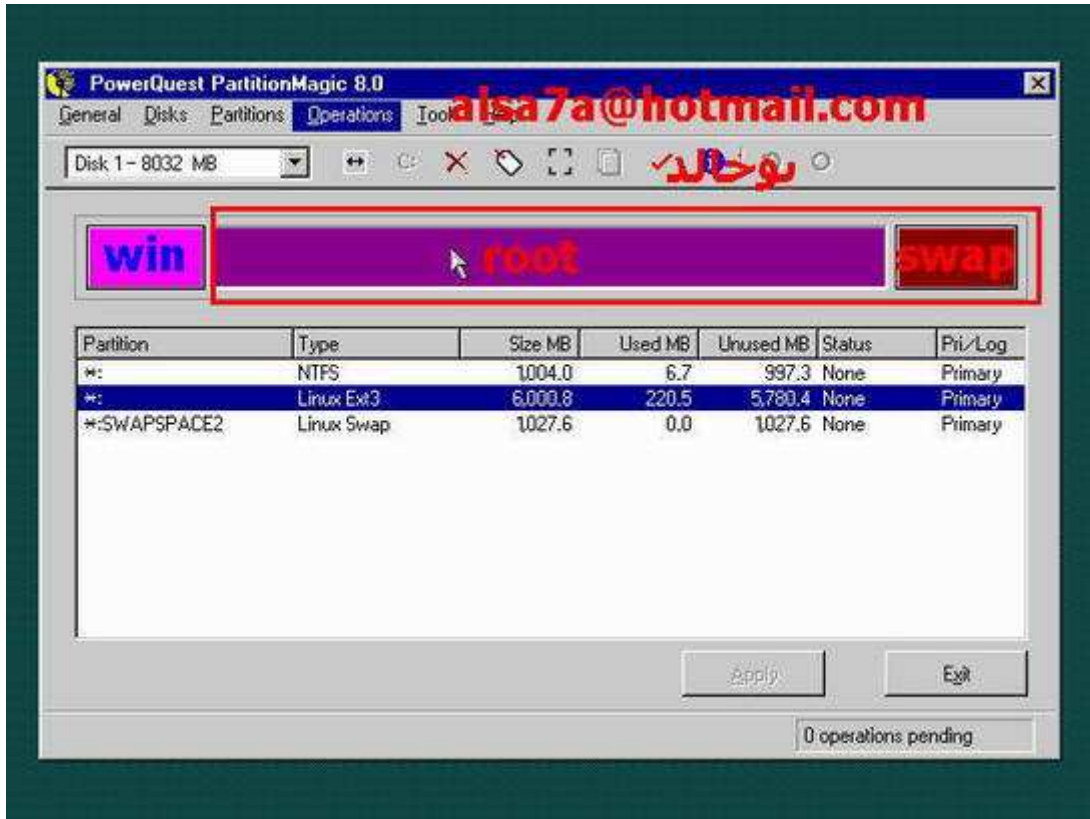 PowerQuest PartitionMagic 8.0
alsa7a@hotmail.com
General Disks Partitions Operations
Disk 1 - 8032 MB
بوخالد
win root swap
Partition Type Size MB Used MB Unused MB Status Pri/Log
*: NTFS 1,004.0 6.7 997.3 None Primary
*: Linux Ext3 6,000.8 220.5 5,780.4 None Primary
*:SWAPSPACE2 Linux Swap 1,027.6 0.0 1,027.6 None Primary
Apply Exit
0 operations pending